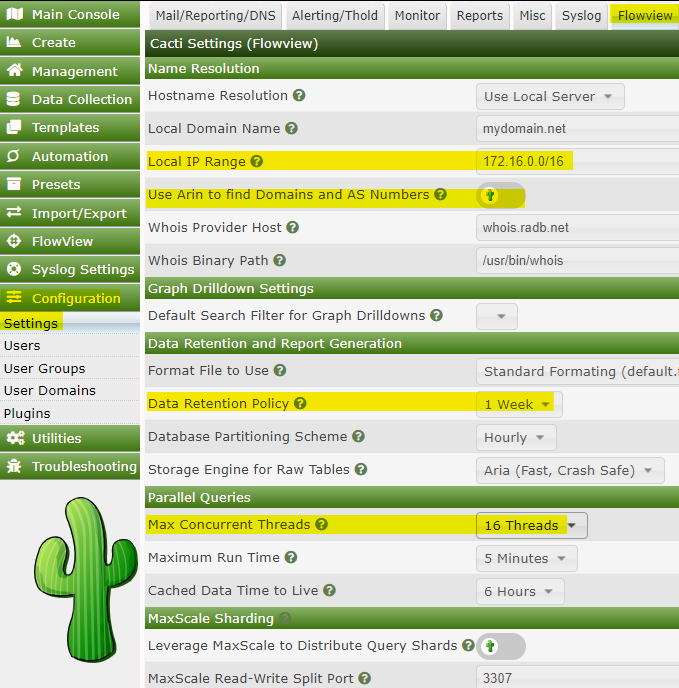 Main Console
Create
Management
Data Collection
Templates
Automation
Presets
Import/Export
FlowView
Syslog Settings
Configuration
Settings
Users
User Groups
User Domains
Plugins
Utilities
Troubleshooting
Mail/Reporting/DNS Alerting/Thold Monitor Reports Misc Syslog Flowview
Cacti Settings (Flowview)
Name Resolution
Hostname Resolution Use Local Server
Local Domain Name mydomain.net
Local IP Range 172.16.0.0/16
Use Arin to find Domains and AS Numbers
Whois Provider Host whois.radb.net
Whois Binary Path /usr/bin/whois
Graph Drilldown Settings
Default Search Filter for Graph Drilldowns
Data Retention and Report Generation
Format File to Use Standard Formating (default.
Data Retention Policy 1 Week
Database Partitioning Scheme Hourly
Storage Engine for Raw Tables Aria (Fast, Crash Safe)
Parallel Queries
Max Concurrent Threads 16 Threads
Maximum Run Time 5 Minutes
Cached Data Time to Live 6 Hours
MaxScale Sharding
Leverage MaxScale to Distribute Query Shards
MaxScale Read-Write Split Port 3307